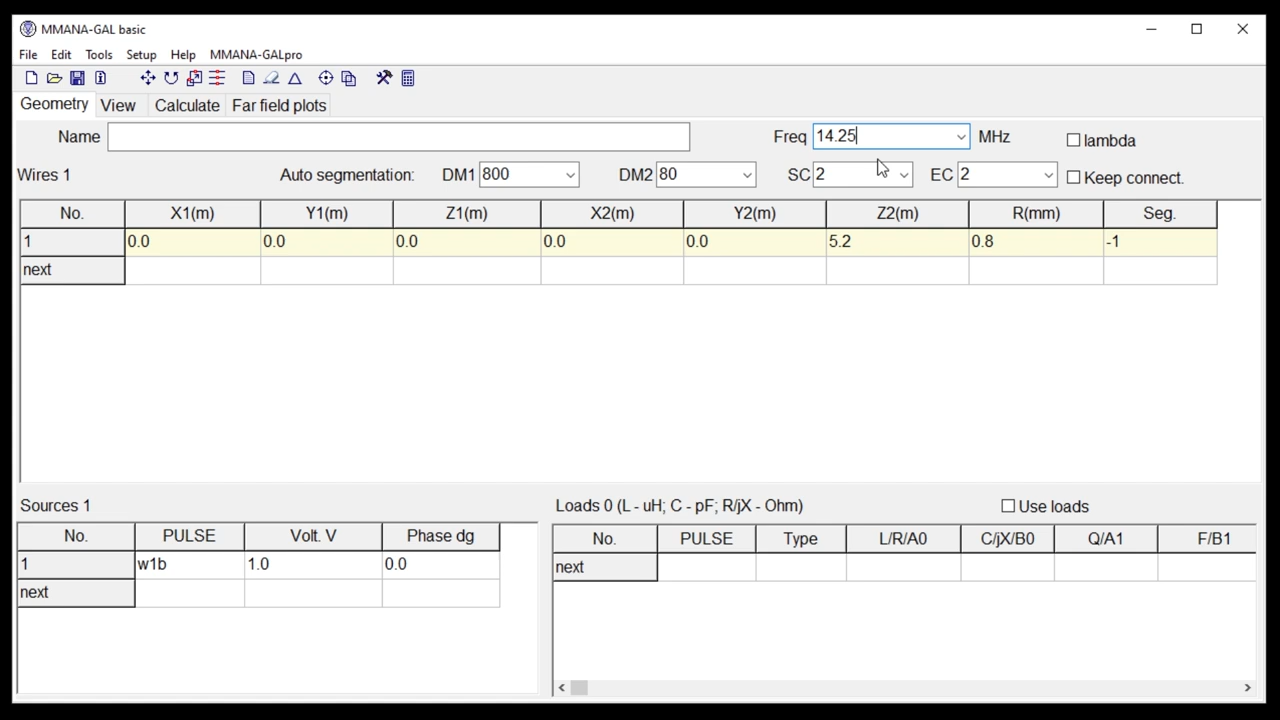 MMANA-GAL basic
File Edit Tools Setup Help MMANA-GALpro
Geometry View Calculate Far field plots
Name Freq 14.25 MHz lambda
Wires 1 Auto segmentation: DM1 800 DM2 80 SC 2 EC 2 Keep connect.
No. X1(m) Y1(m) Z1(m) X2(m) Y2(m) Z2(m) R(mm) Seg.
1 0.0 0.0 0.0 0.0 0.0 5.2 0.8 -1
next
Sources 1 Loads 0 (L - uH; C - pF; R/jX - Ohm) Use loads
No. PULSE Volt. V Phase dg No. PULSE Type L/R/A0 C/jX/B0 Q/A1 F/B1
1 w1b 1.0 0.0 next
next